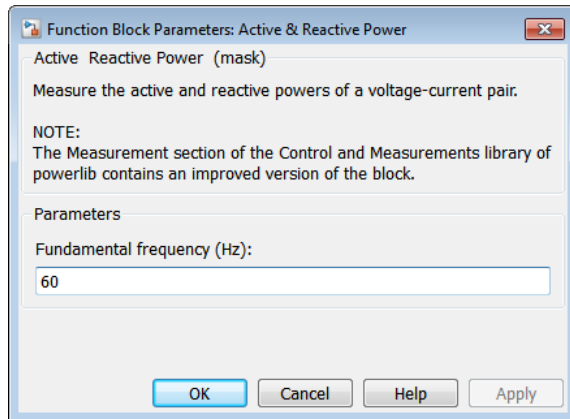 Function Block Parameters: Active & Reactive Power
Active Reactive Power (mask)
Measure the active and reactive powers of a voltage-current pair.
NOTE:
The Measurement section of the Control and Measurements library of
powerlib contains an improved version of the block.
Parameters
Fundamental frequency (Hz):
60
OK Cancel Help Apply